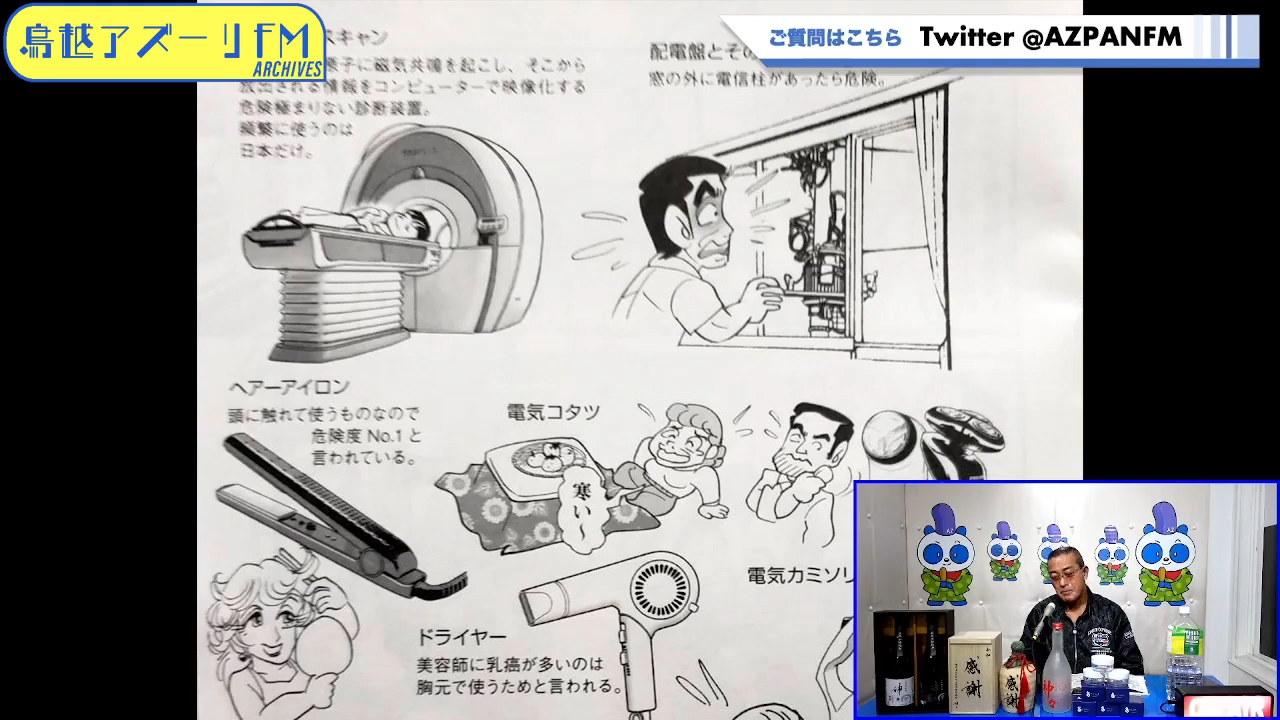 鳥越アズーリFM
ARCHIVES
ご質問はこちら Twitter @AZPANFM
スキャン
原子に磁気共鳴を起こし、そこから
放出される情報をコンピューターで映像化する
危険極まりない診断装置。
頻繁に使うのは
日本だけ。
配電盤とその
窓の外に電信柱があったら危険。
ヘアーアイロン
頭に触れて使うものなので
危険度 No.1 と
言われている。
電気コタツ
寒い〜
電気カミソリ
ドライヤー
美容師に乳癌が多いのは
胸元で使うためと言われる。
AZ
AZ
感謝
感謝